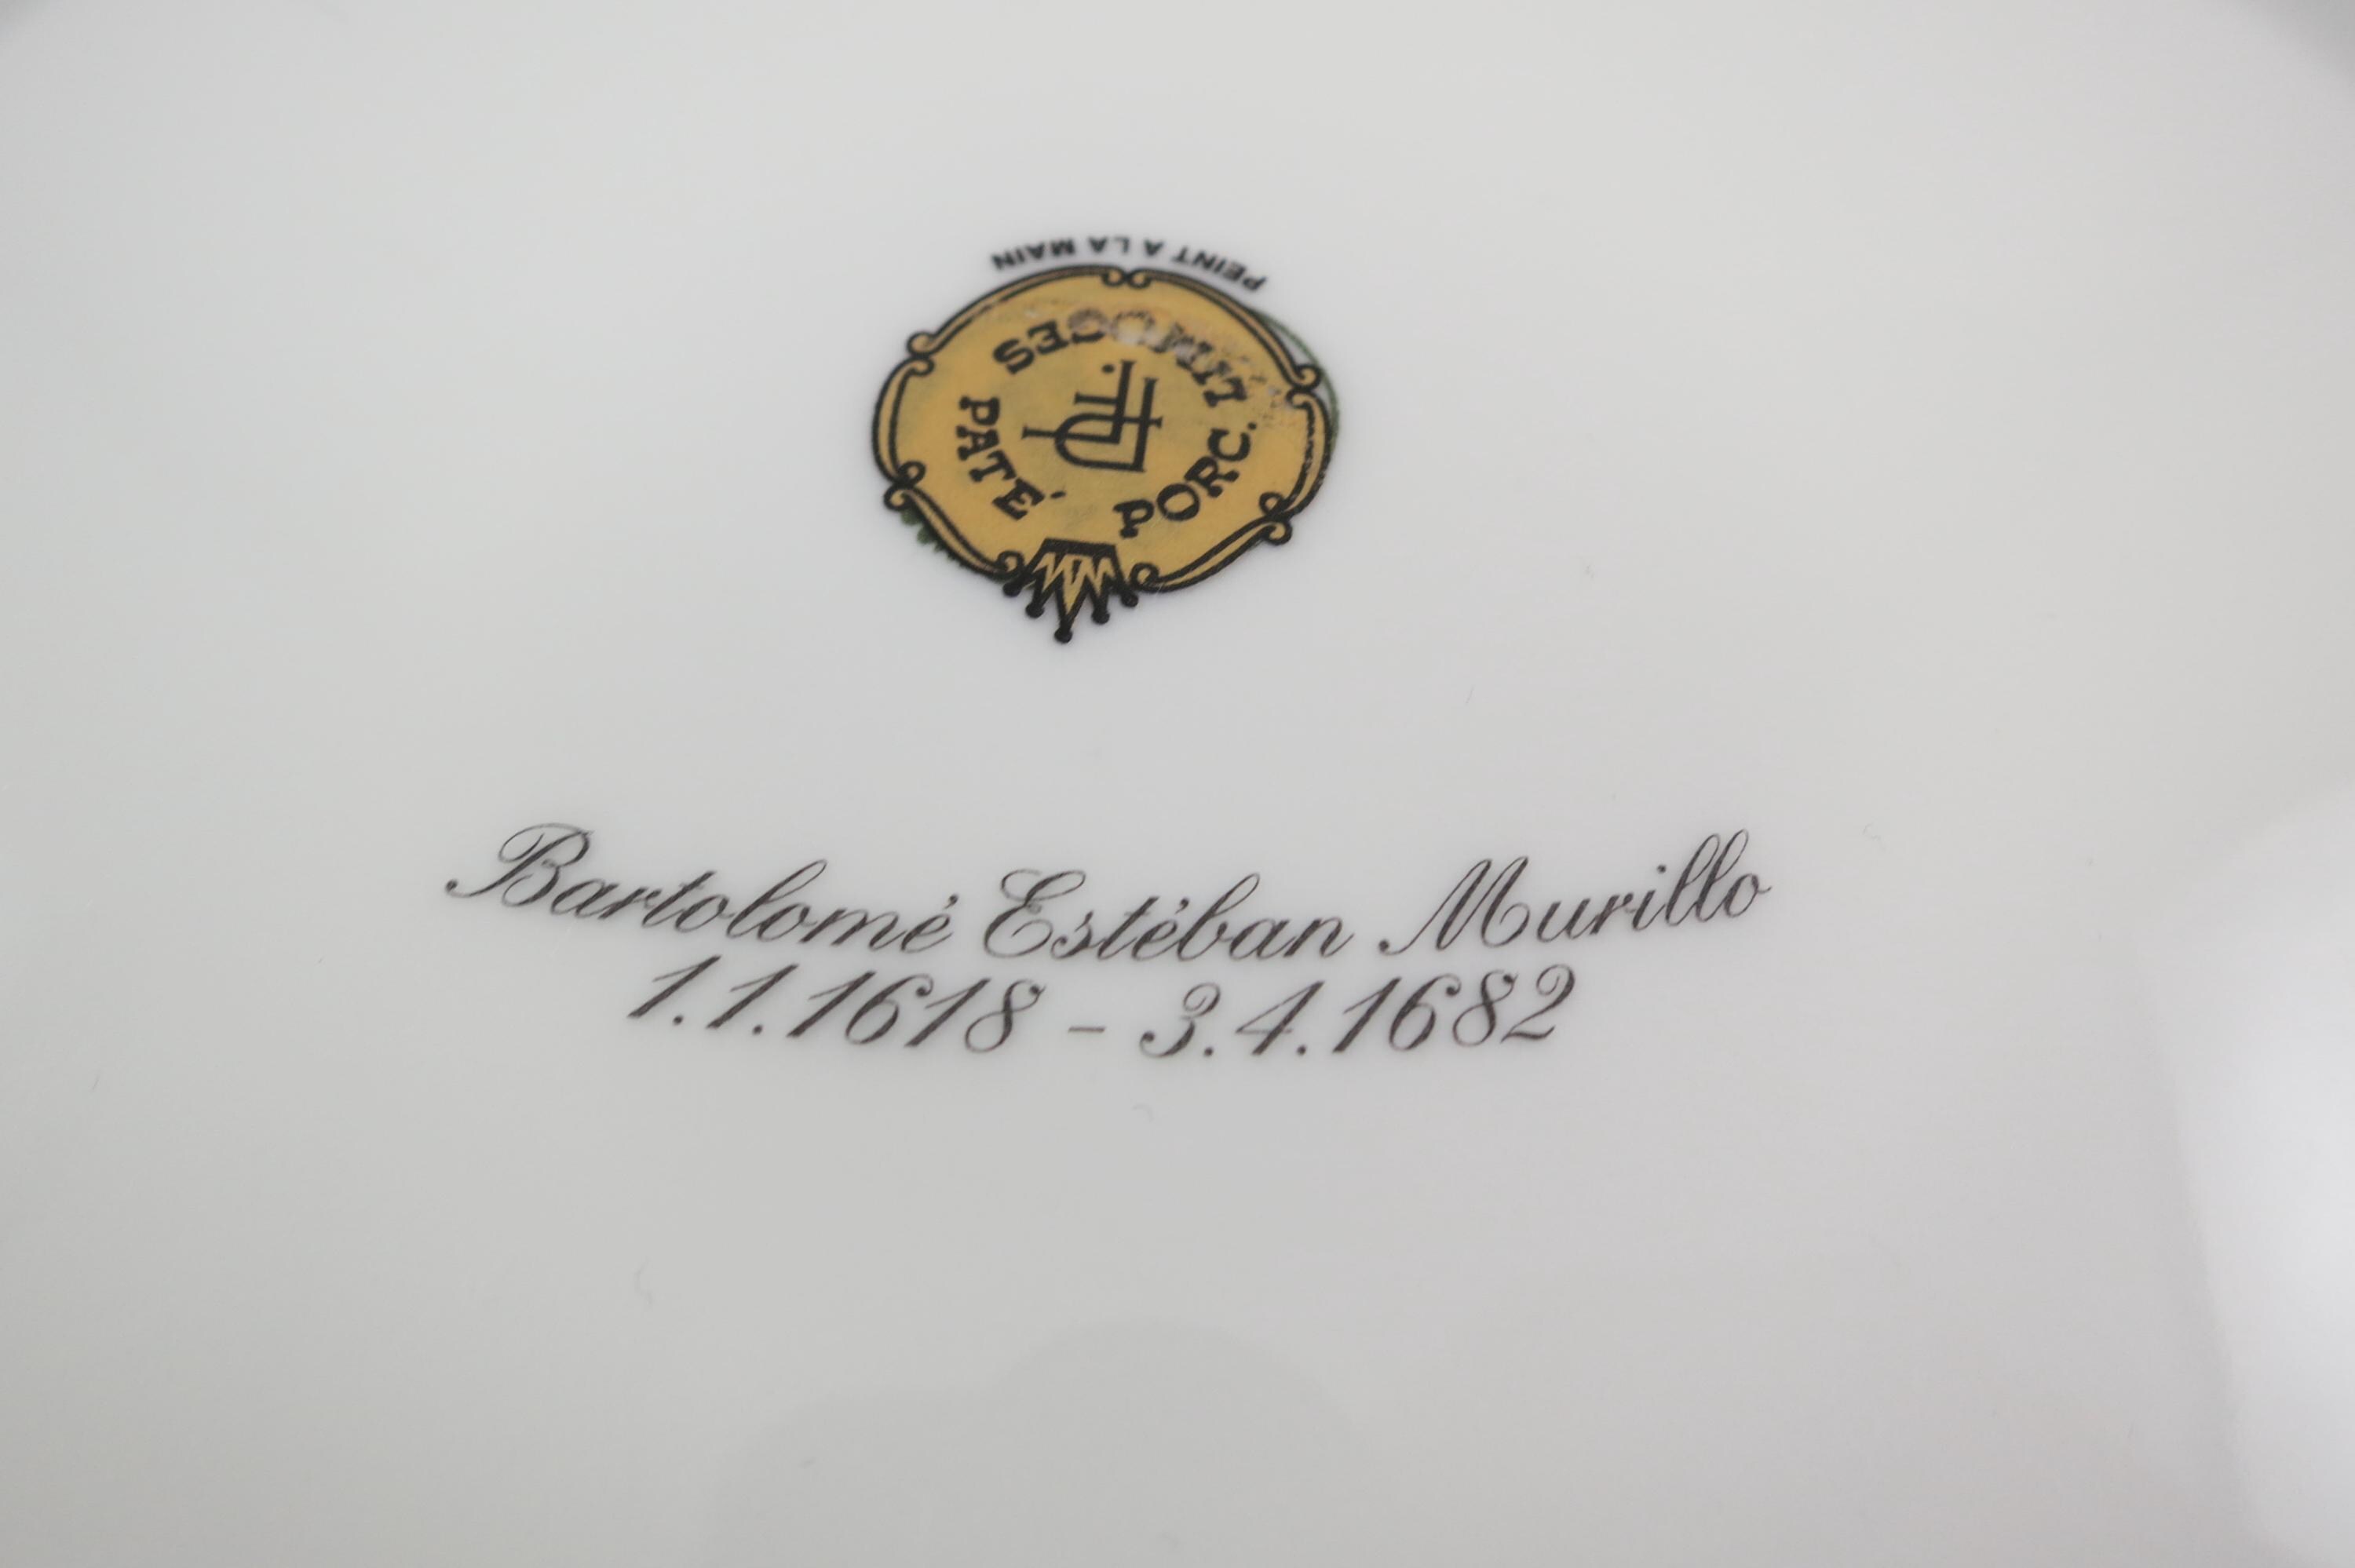 PEINT A LA MAIN
PATE PORC.
LIMOGES
Bartolomé Estéban Murillo
1.1.1618 - 3.4.1682